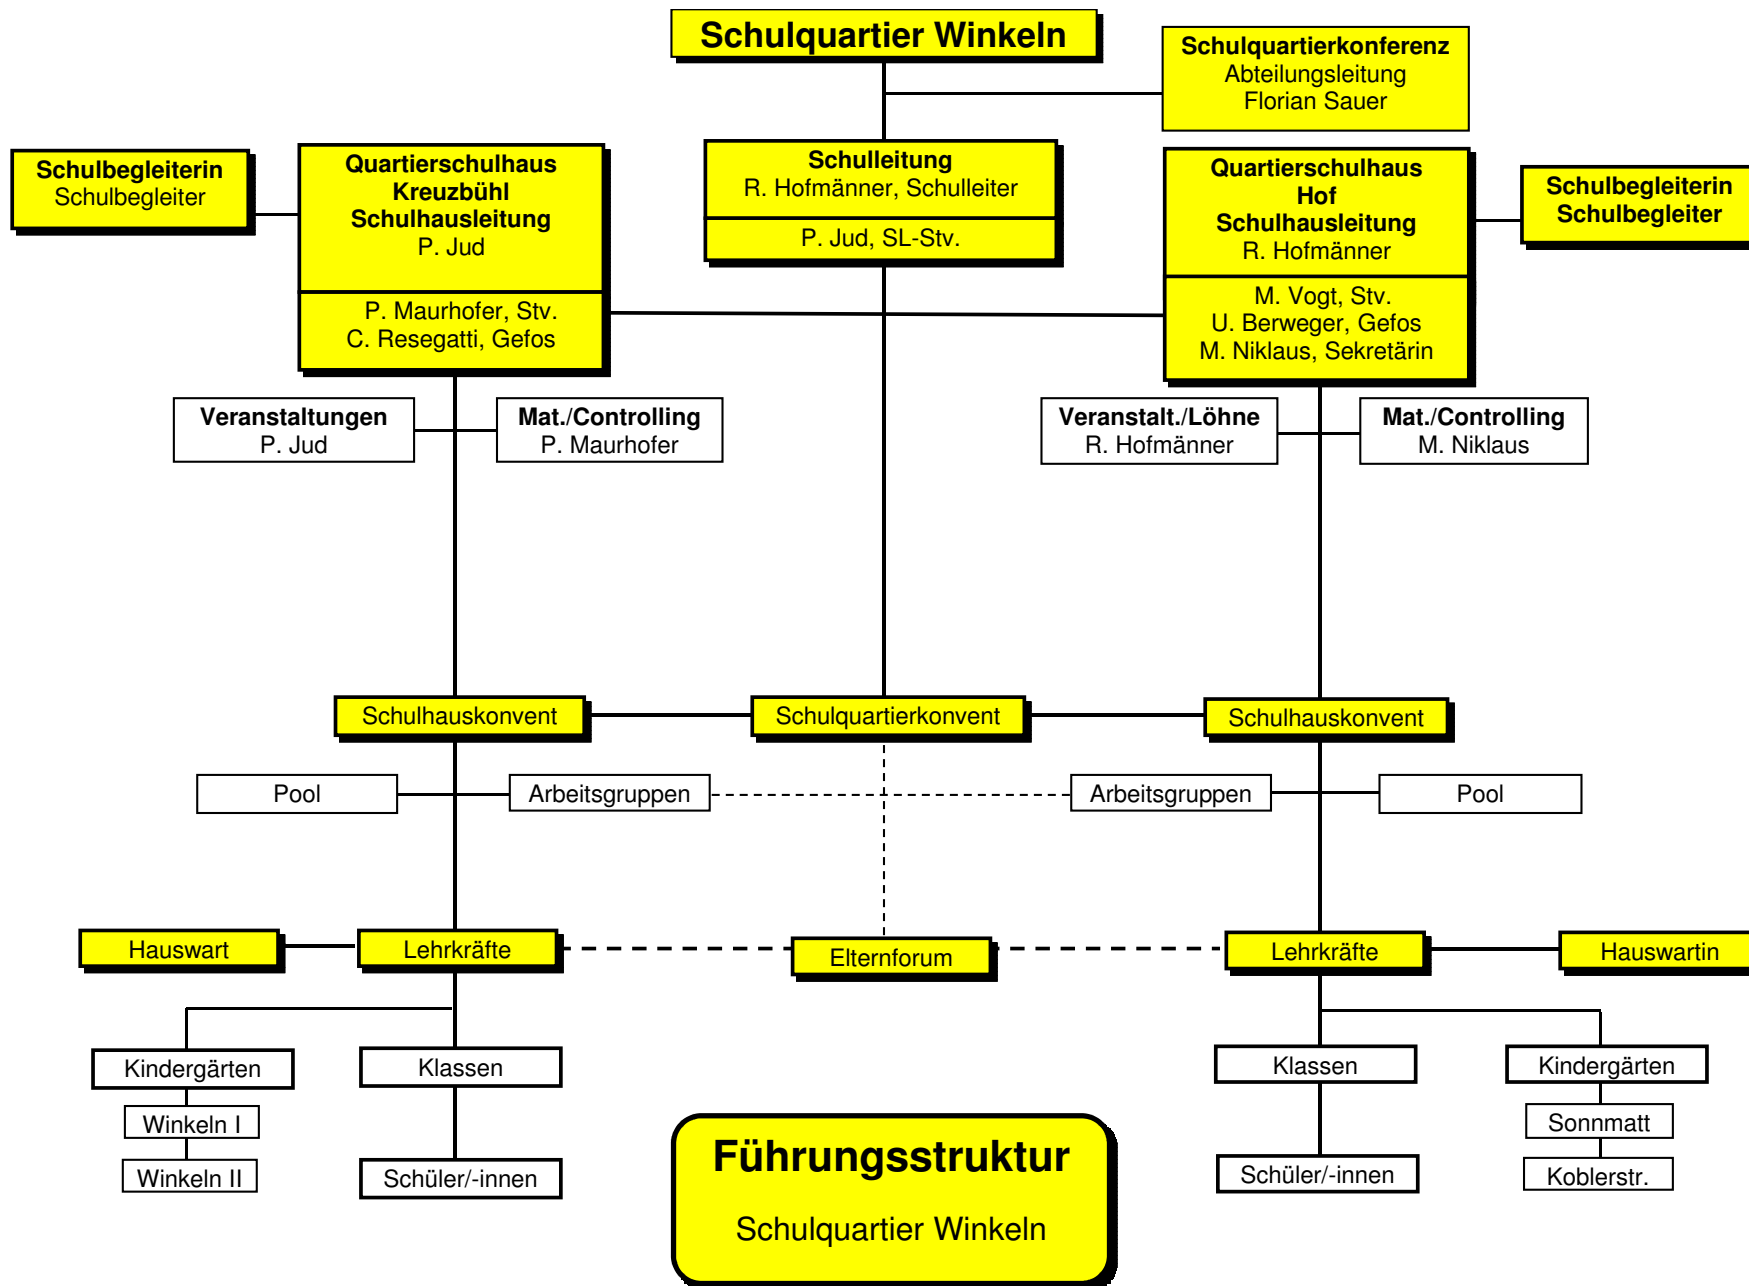 Schulquartier Winkeln
Schulquartierkonferenz
Abteilungsleitung
Florian Sauer
Schulbegleiterin
Schulbegleiter
Quartierschulhaus
Kreuzbühl
Schulhausleitung
P. Jud
P. Maurhofer, Stv.
C. Resegatti, Gefos
Schulleitung
R. Hofmänner, Schulleiter
P. Jud, SL-Stv.
Quartierschulhaus
Hof
Schulhausleitung
R. Hofmänner
M. Vogt, Stv.
U. Berweger, Gefos
M. Niklaus, Sekretärin
Schulbegleiterin
Schulbegleiter
Veranstaltungen
P. Jud
Mat./Controlling
P. Maurhofer
Veranstalt./Löhne
R. Hofmänner
Mat./Controlling
M. Niklaus
Schulhauskonvent
Schulquartierkonvent
Schulhauskonvent
Pool
Arbeitsgruppen
Arbeitsgruppen
Pool
Hauswart
Lehrkräfte
Elternforum
Lehrkräfte
Hauswartin
Kindergärten
Klassen
Klassen
Kindergärten
Winkeln I
Sonnmatt
Winkeln II
Schüler/-innen
Schüler/-innen
Koblerstr.
Führungsstruktur
Schulquartier Winkeln